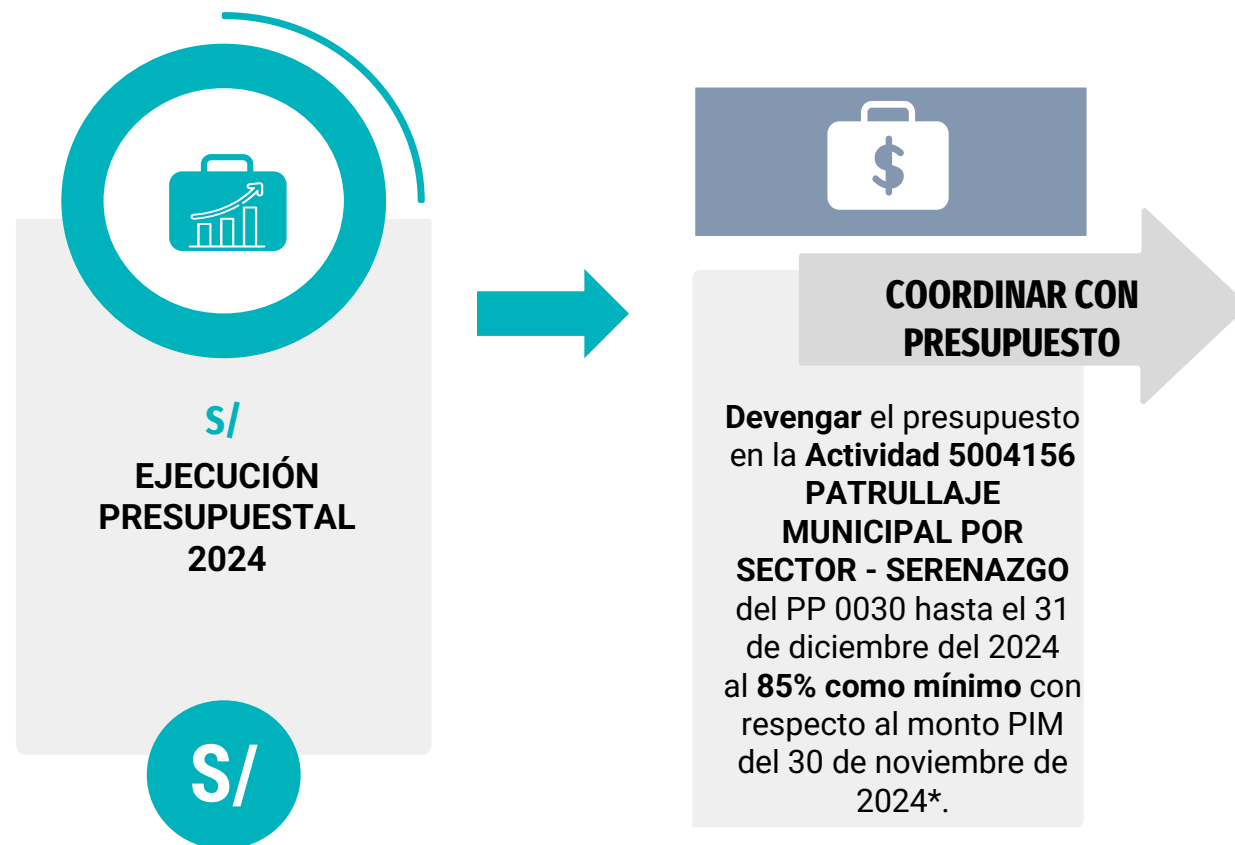 S/
EJECUCIÓN
PRESUPUESTAL
2024
S/
$
COORDINAR CON
PRESUPUESTO
Devengar el presupuesto
en la Actividad 5004156
PATRULLAJE
MUNICIPAL POR
SECTOR - SERENAZGO
del PP 0030 hasta el 31
de diciembre del 2024
al 85% como mínimo con
respecto al monto PIM
del 30 de noviembre de
2024*.